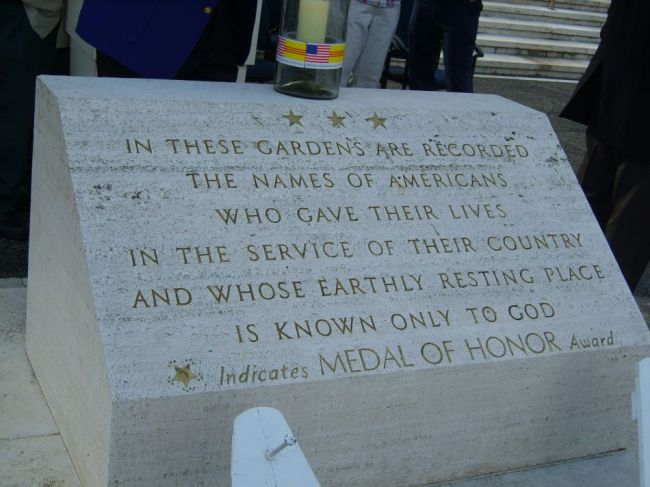 IN THESE GARDENS ARE RECORDED
THE NAMES OF AMERICANS
WHO GAVE THEIR LIVES
IN THE SERVICE OF THEIR COUNTRY
AND WHOSE EARTHLY RESTING PLACE
IS KNOWN ONLY TO GOD
Indicates MEDAL OF HONOR Award